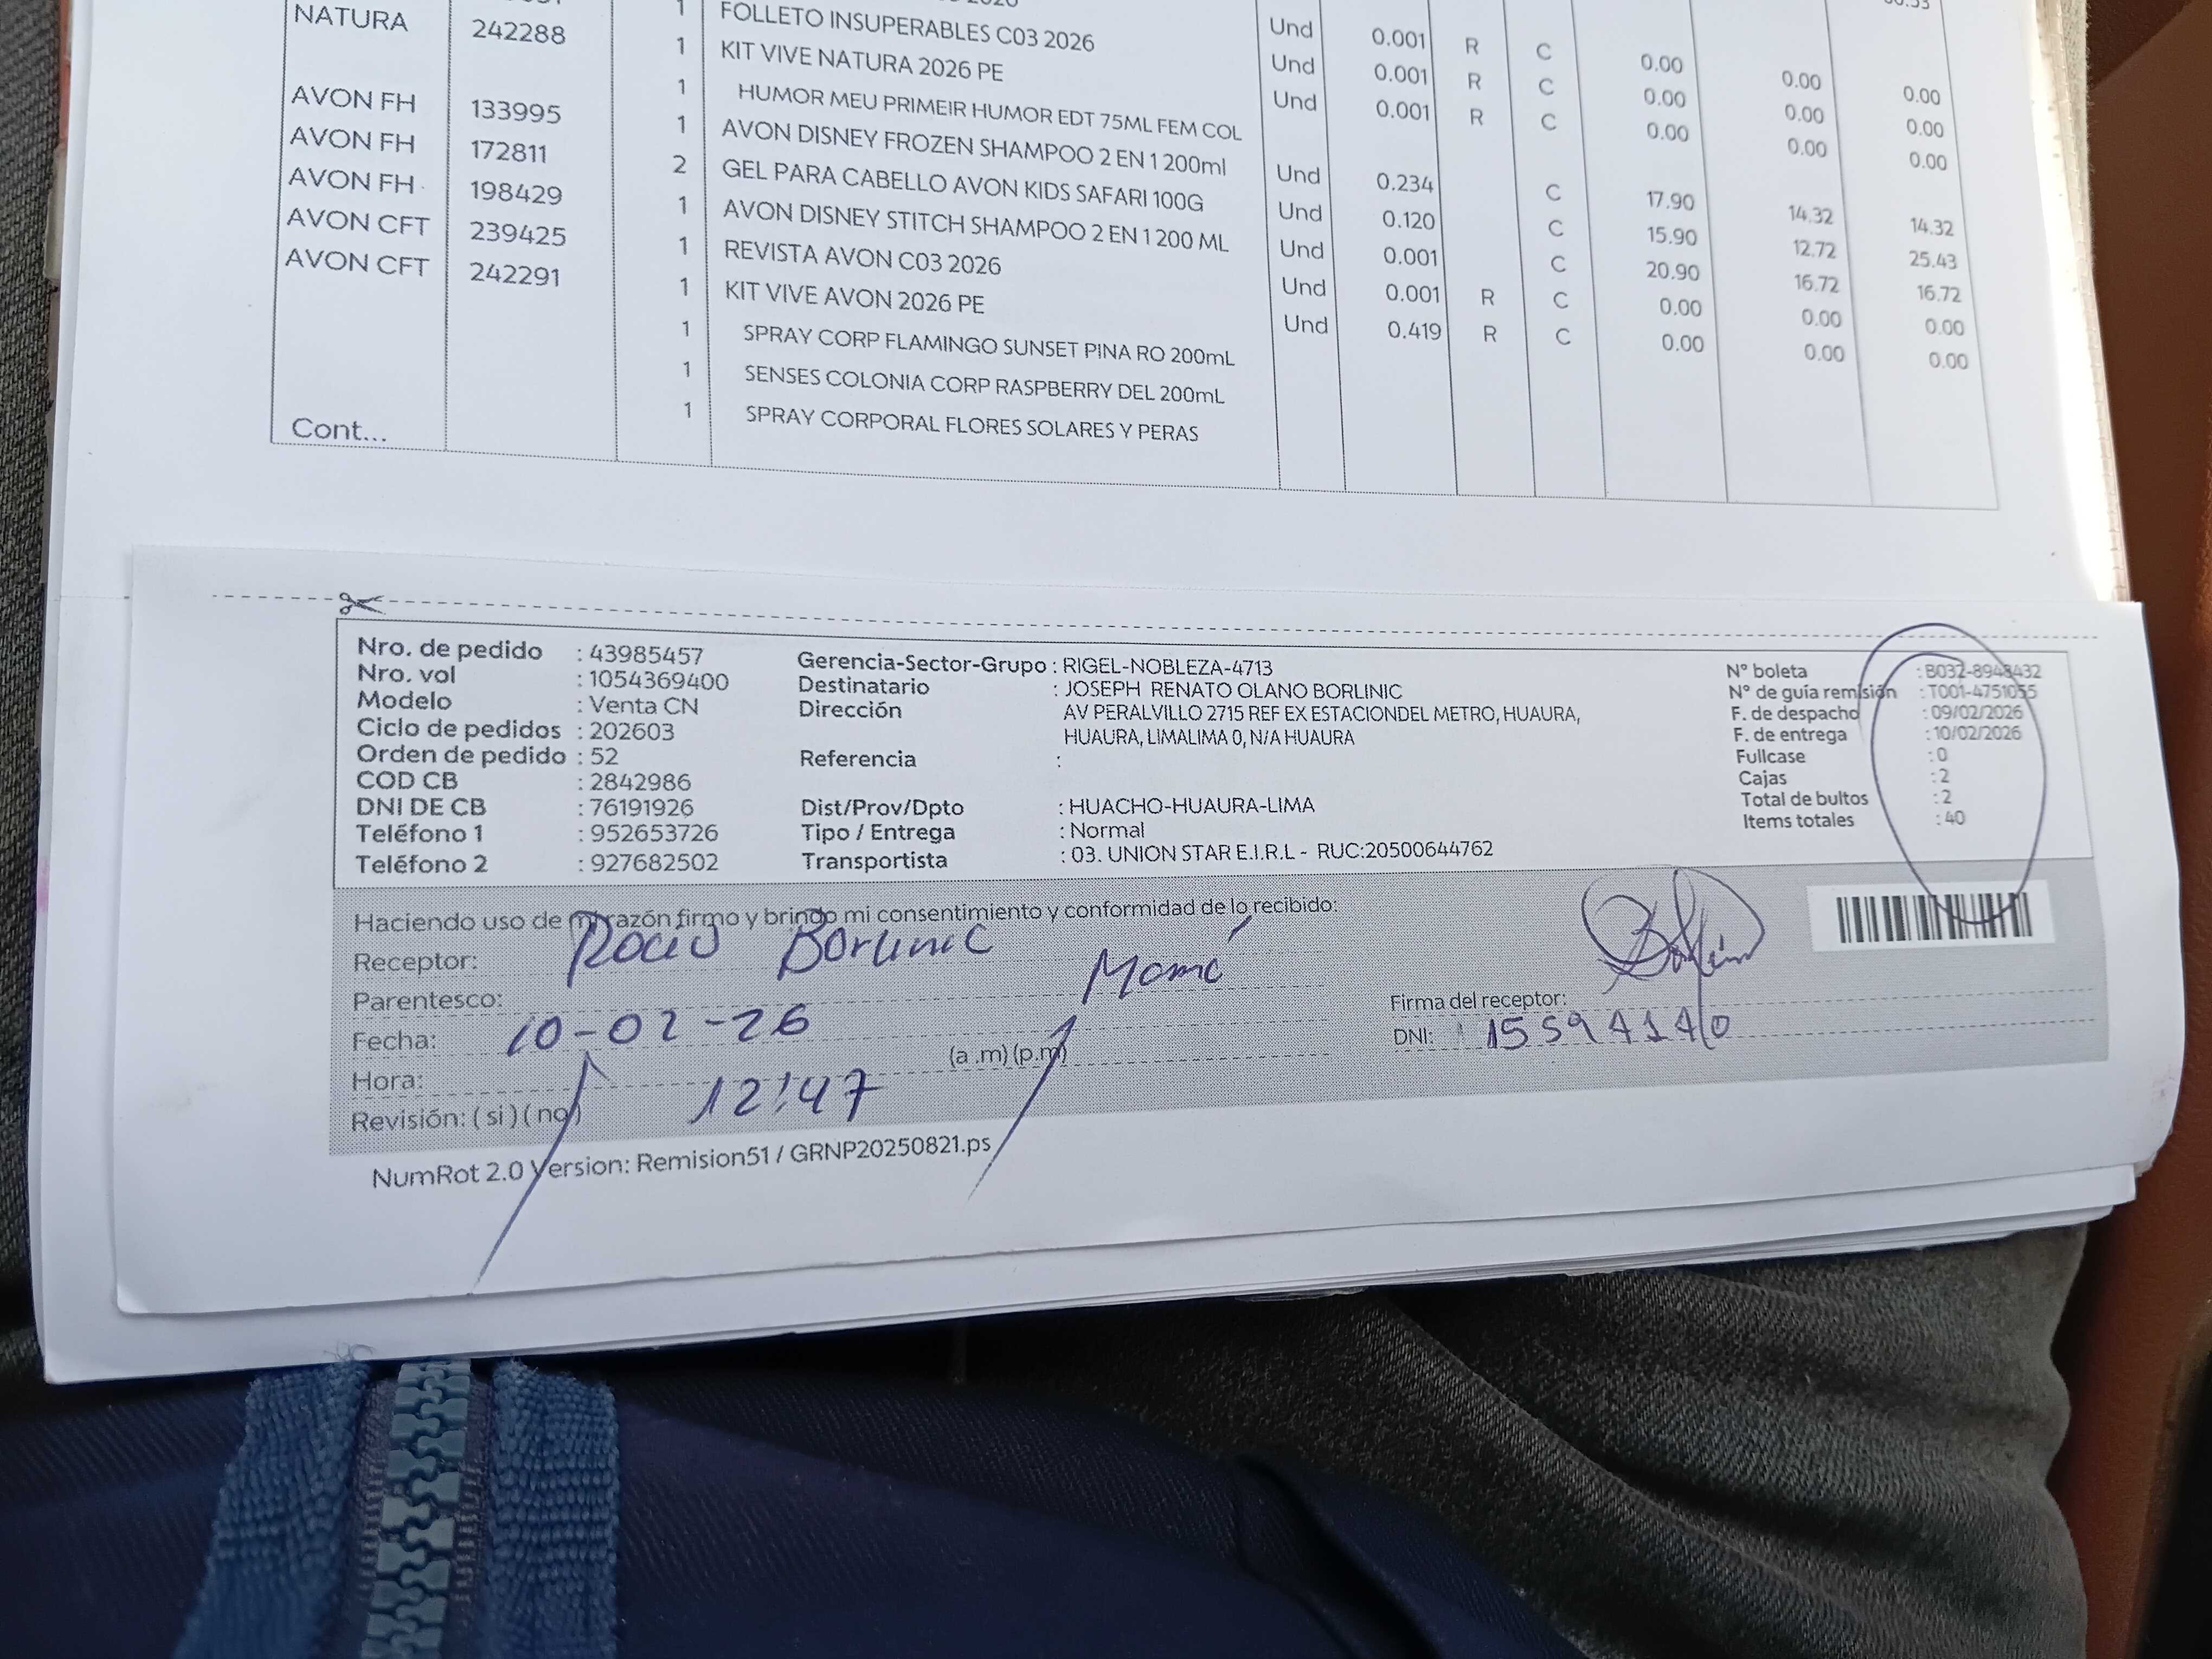 NATURA 242288 1 FOLLETO INSUPERABLES C03 2026 Und 0.001 R C 0.00 0.00 0.00
1 KIT VIVE NATURA 2026 PE Und 0.001 R C 0.00 0.00 0.00
1 HUMOR MEU PRIMEIR HUMOR EDT 75ML FEM COL Und 0.001 R C 0.00 0.00 0.00
AVON FH 133995 1 AVON DISNEY FROZEN SHAMPOO 2 EN 1 200ml Und 0.234 C 17.90 14.32 14.32
AVON FH 172811 2 GEL PARA CABELLO AVON KIDS SAFARI 100G Und 0.120 C 15.90 12.72 25.43
AVON FH 198429 1 AVON DISNEY STITCH SHAMPOO 2 EN 1 200 ML Und 0.001 C 20.90 16.72 16.72
AVON CFT 239425 1 REVISTA AVON C03 2026 Und 0.001 R C 0.00 0.00 0.00
AVON CFT 242291 1 KIT VIVE AVON 2026 PE Und 0.419 R C 0.00 0.00 0.00
1 SPRAY CORP FLAMINGO SUNSET PINA RO 200mL
1 SENSES COLONIA CORP RASPBERRY DEL 200mL
1 SPRAY CORPORAL FLORES SOLARES Y PERAS
Cont...
Nro. de pedido : 43985457
Nro. vol : 1054369400
Modelo : Venta CN
Ciclo de pedidos : 202603
Orden de pedido : 52
COD CB : 2842986
DNI DE CB : 76191926
Teléfono 1 : 952653726
Teléfono 2 : 927682502
Gerencia-Sector-Grupo : RIGEL-NOBLEZA-4713
Destinatario : JOSEPH RENATO OLANO BORLINIC
Dirección AV PERALVILLO 2715 REF EX ESTACIONDEL METRO, HUAURA,
HUAURA, LIMALIMA 0, N/A HUAURA
Referencia :
Dist/Prov/Dpto : HUACHO-HUAURA-LIMA
Tipo / Entrega : Normal
Transportista : 03. UNION STAR E.I.R.L - RUC:20500644762
N° boleta : B032-8948432
N° de guía remisión : T001-4751055
F. de despacho : 09/02/2026
F. de entrega : 10/02/2026
Fullcase : 0
Cajas : 2
Total de bultos : 2
Items totales : 40
Haciendo uso de mi razón firmo y brindo mi consentimiento y conformidad de lo recibido:
Receptor: Rocio Borlinic
Parentesco: Mamá
Fecha: 10-02-26
Hora: 12:47 (a .m) (p.m)
Revisión: ( si ) ( no )
Firma del receptor:
DNI: 15594140
NumRot 2.0 Version: Remision51 / GRNP20250821.ps